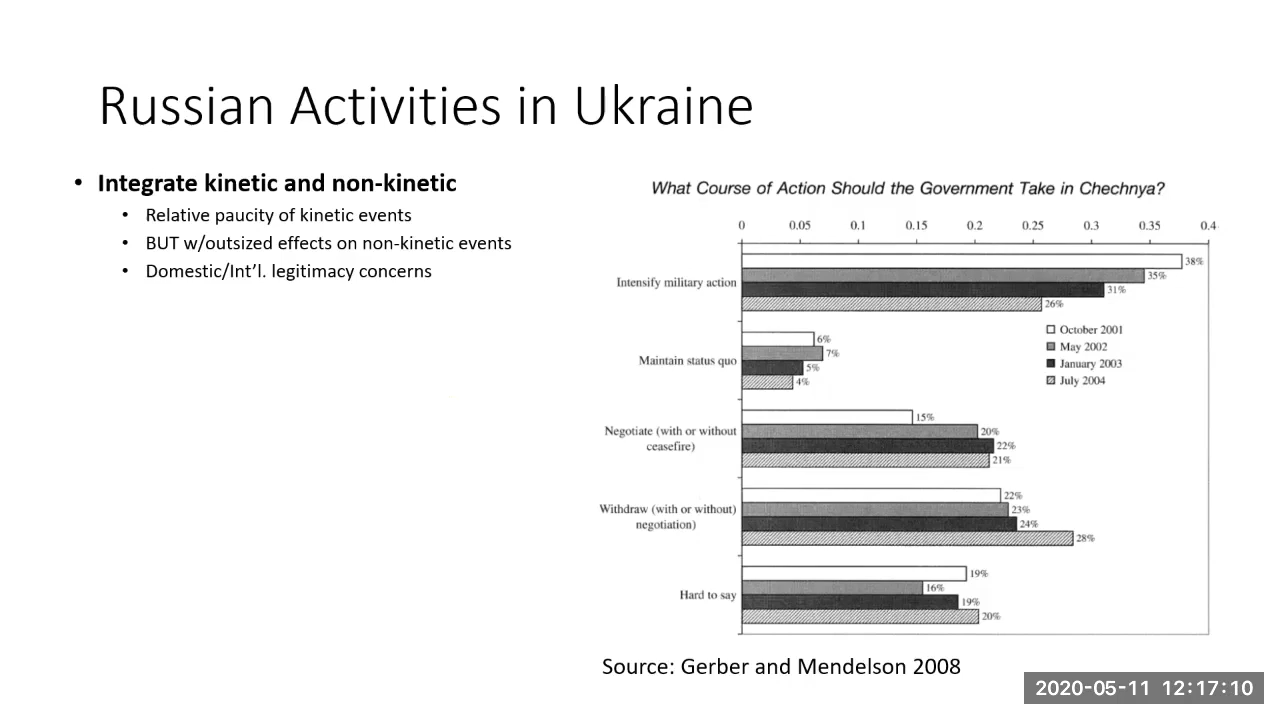 Russian Activities in Ukraine
• Integrate kinetic and non-kinetic
• Relative paucity of kinetic events
• BUT w/outsized effects on non-kinetic events
• Domestic/Int'l. legitimacy concerns
What Course of Action Should the Government Take in Chechnya?
0 0.05 0.1 0.15 0.2 0.25 0.3 0.35 0.4
Intensify military action
38%
35%
31%
26%
Maintain status quo
6%
7%
5%
4%
October 2001
May 2002
January 2003
July 2004
Negotiate (with or without
ceasefire)
15%
20%
22%
21%
Withdraw (with or without)
negotiation)
22%
23%
24%
28%
Hard to say
19%
16%
19%
20%
Source: Gerber and Mendelson 2008
2020-05-11 12:17:10